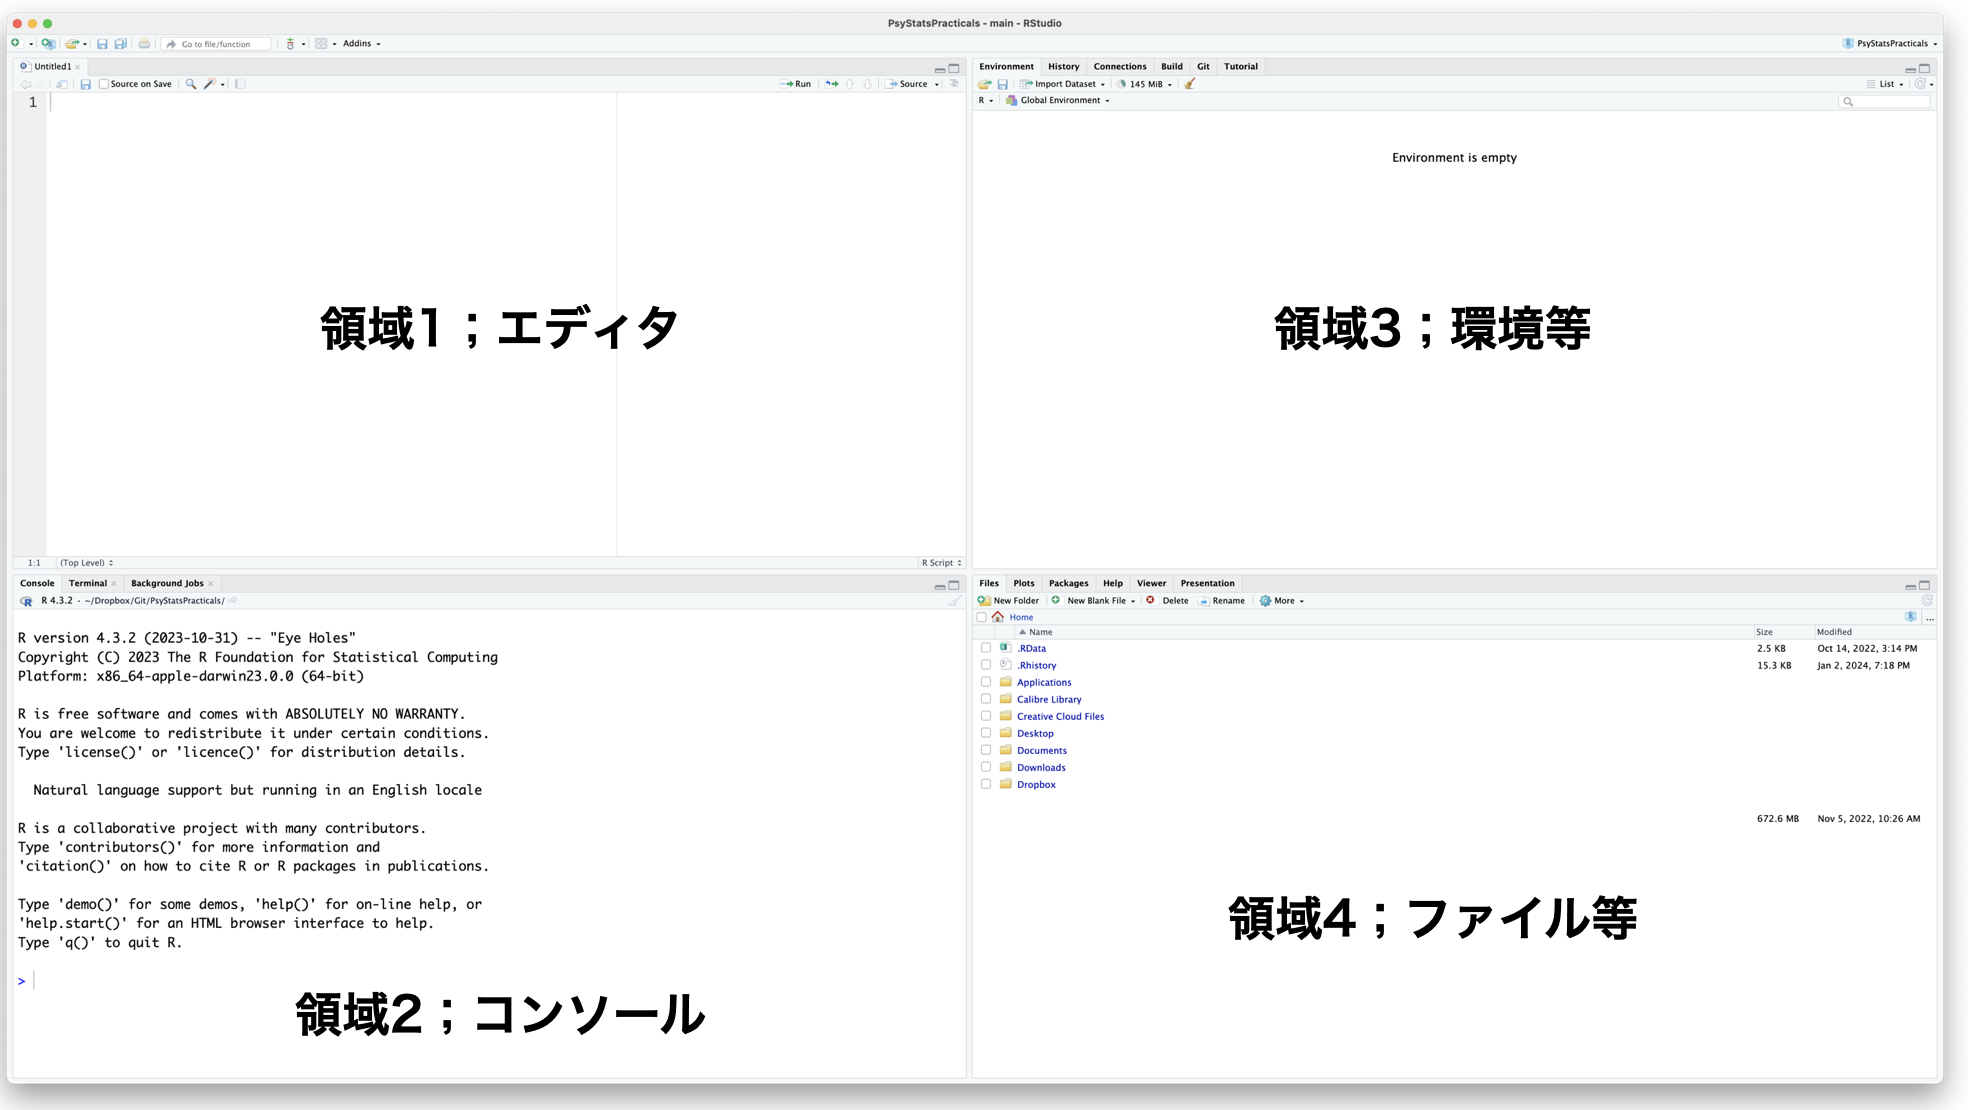 PsyStatsPracticals - main - RStudio
Go to file/function
Addins
PsyStatsPracticals
Untitled1
Source on Save
Run
Source
1
領域1；エディタ
1:1
(Top Level)
R Script
Environment
History
Connections
Build
Git
Tutorial
Import Dataset
145 MiB
List
R
Global Environment
Environment is empty
領域3；環境等
Console
Terminal
Background Jobs
R 4.3.2 · ~/Dropbox/Git/PsyStatsPracticals/
R version 4.3.2 (2023-10-31) -- "Eye Holes"
Copyright (C) 2023 The R Foundation for Statistical Computing
Platform: x86_64-apple-darwin23.0.0 (64-bit)
R is free software and comes with ABSOLUTELY NO WARRANTY.
You are welcome to redistribute it under certain conditions.
Type 'license()' or 'licence()' for distribution details.
Natural language support but running in an English locale
R is a collaborative project with many contributors.
Type 'contributors()' for more information and
'citation()' on how to cite R or R packages in publications.
Type 'demo()' for some demos, 'help()' for on-line help, or
'help.start()' for an HTML browser interface to help.
Type 'q()' to quit R.
>
領域2；コンソール
Files
Plots
Packages
Help
Viewer
Presentation
New Folder
New Blank File
Delete
Rename
More
Home
...
Name
Size
Modified
.RData
2.5 KB
Oct 14, 2022, 3:14 PM
.Rhistory
15.3 KB
Jan 2, 2024, 7:18 PM
Applications
Calibre Library
Creative Cloud Files
Desktop
Documents
Downloads
Dropbox
672.6 MB
Nov 5, 2022, 10:26 AM
領域4；ファイル等